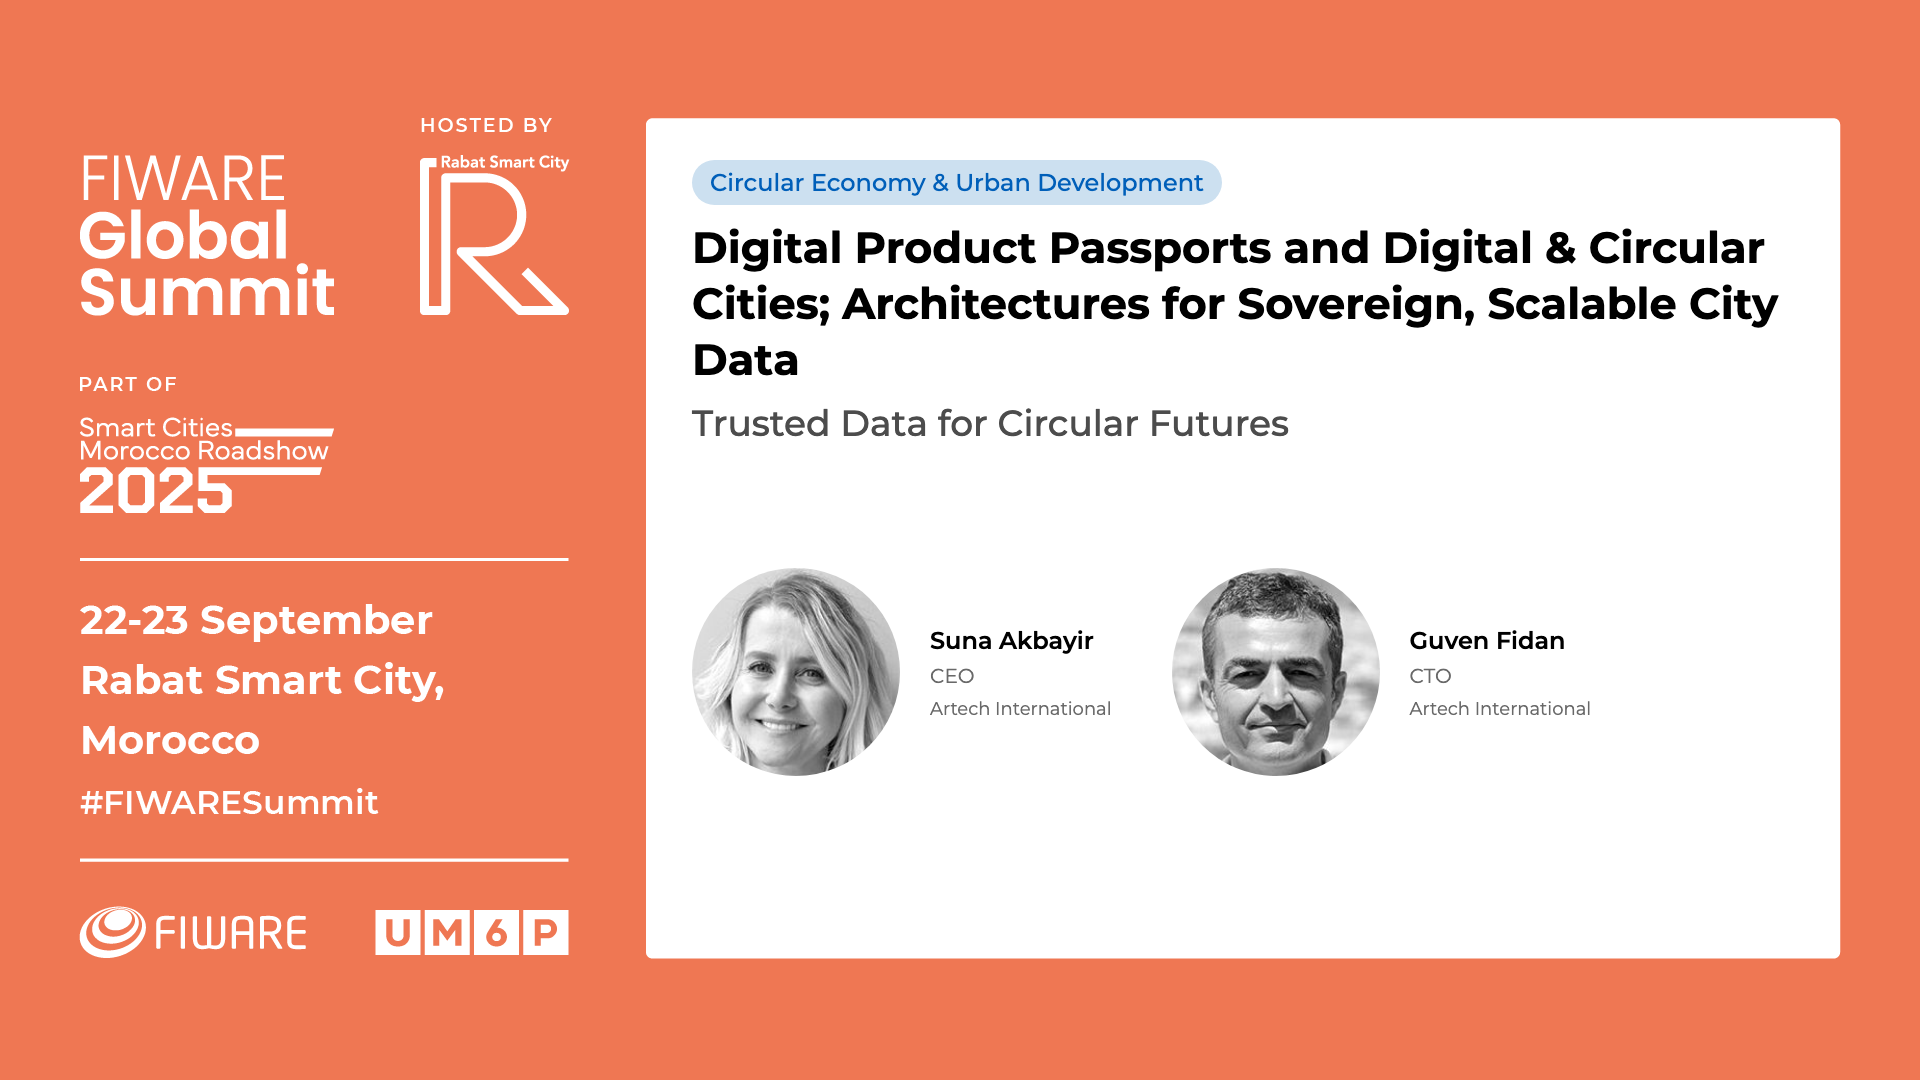 FIWARE
Global
Summit
HOSTED BY
Rabat Smart City
R
PART OF
Smart Cities
Morocco Roadshow
2025
22-23 September
Rabat Smart City,
Morocco
#FIWARESummit
FIWARE
UM6P
Circular Economy & Urban Development
Digital Product Passports and Digital & Circular
Cities; Architectures for Sovereign, Scalable City
Data
Trusted Data for Circular Futures
Suna Akbayir
CEO
Artech International
Guven Fidan
CTO
Artech International